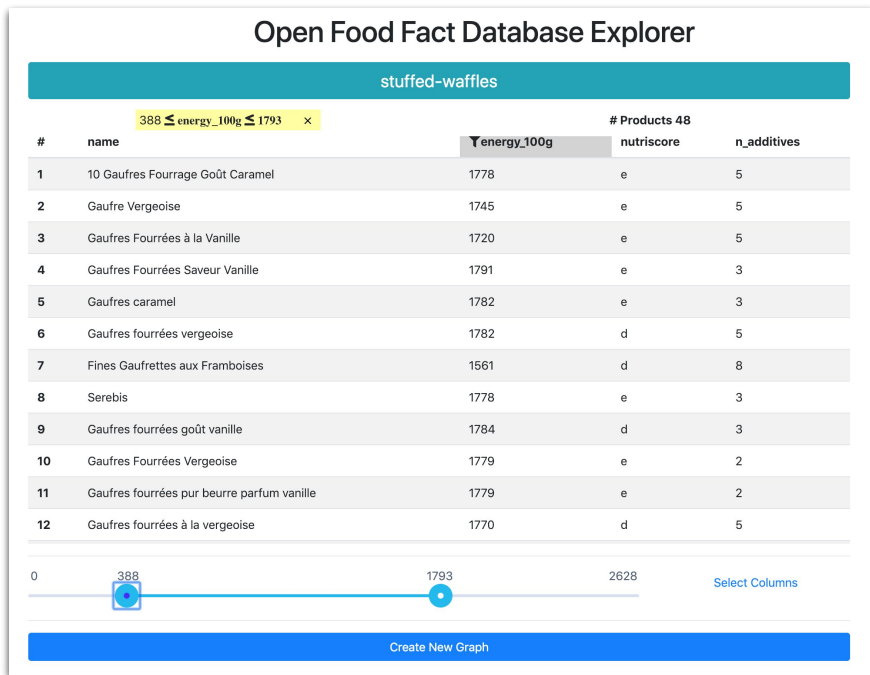 Open Food Fact Database Explorer
stuffed-waffles
388 ≤ energy_100g ≤ 1793 × # Products 48
# name energy_100g nutriscore n_additives
1 10 Gaufres Fourrage Goût Caramel 1778 e 5
2 Gaufre Vergeoise 1745 e 5
3 Gaufres Fourrées à la Vanille 1720 e 5
4 Gaufres Fourrées Saveur Vanille 1791 e 3
5 Gaufres caramel 1782 e 3
6 Gaufres fourrées vergeoise 1782 d 5
7 Fines Gaufrettes aux Framboises 1561 d 8
8 Serebis 1778 e 3
9 Gaufres fourrées goût vanille 1784 d 3
10 Gaufres Fourrées Vergeoise 1779 e 2
11 Gaufres fourrées pur beurre parfum vanille 1779 e 2
12 Gaufres fourrées à la vergeoise 1770 d 5
0 388 1793 2628 Select Columns
Create New Graph